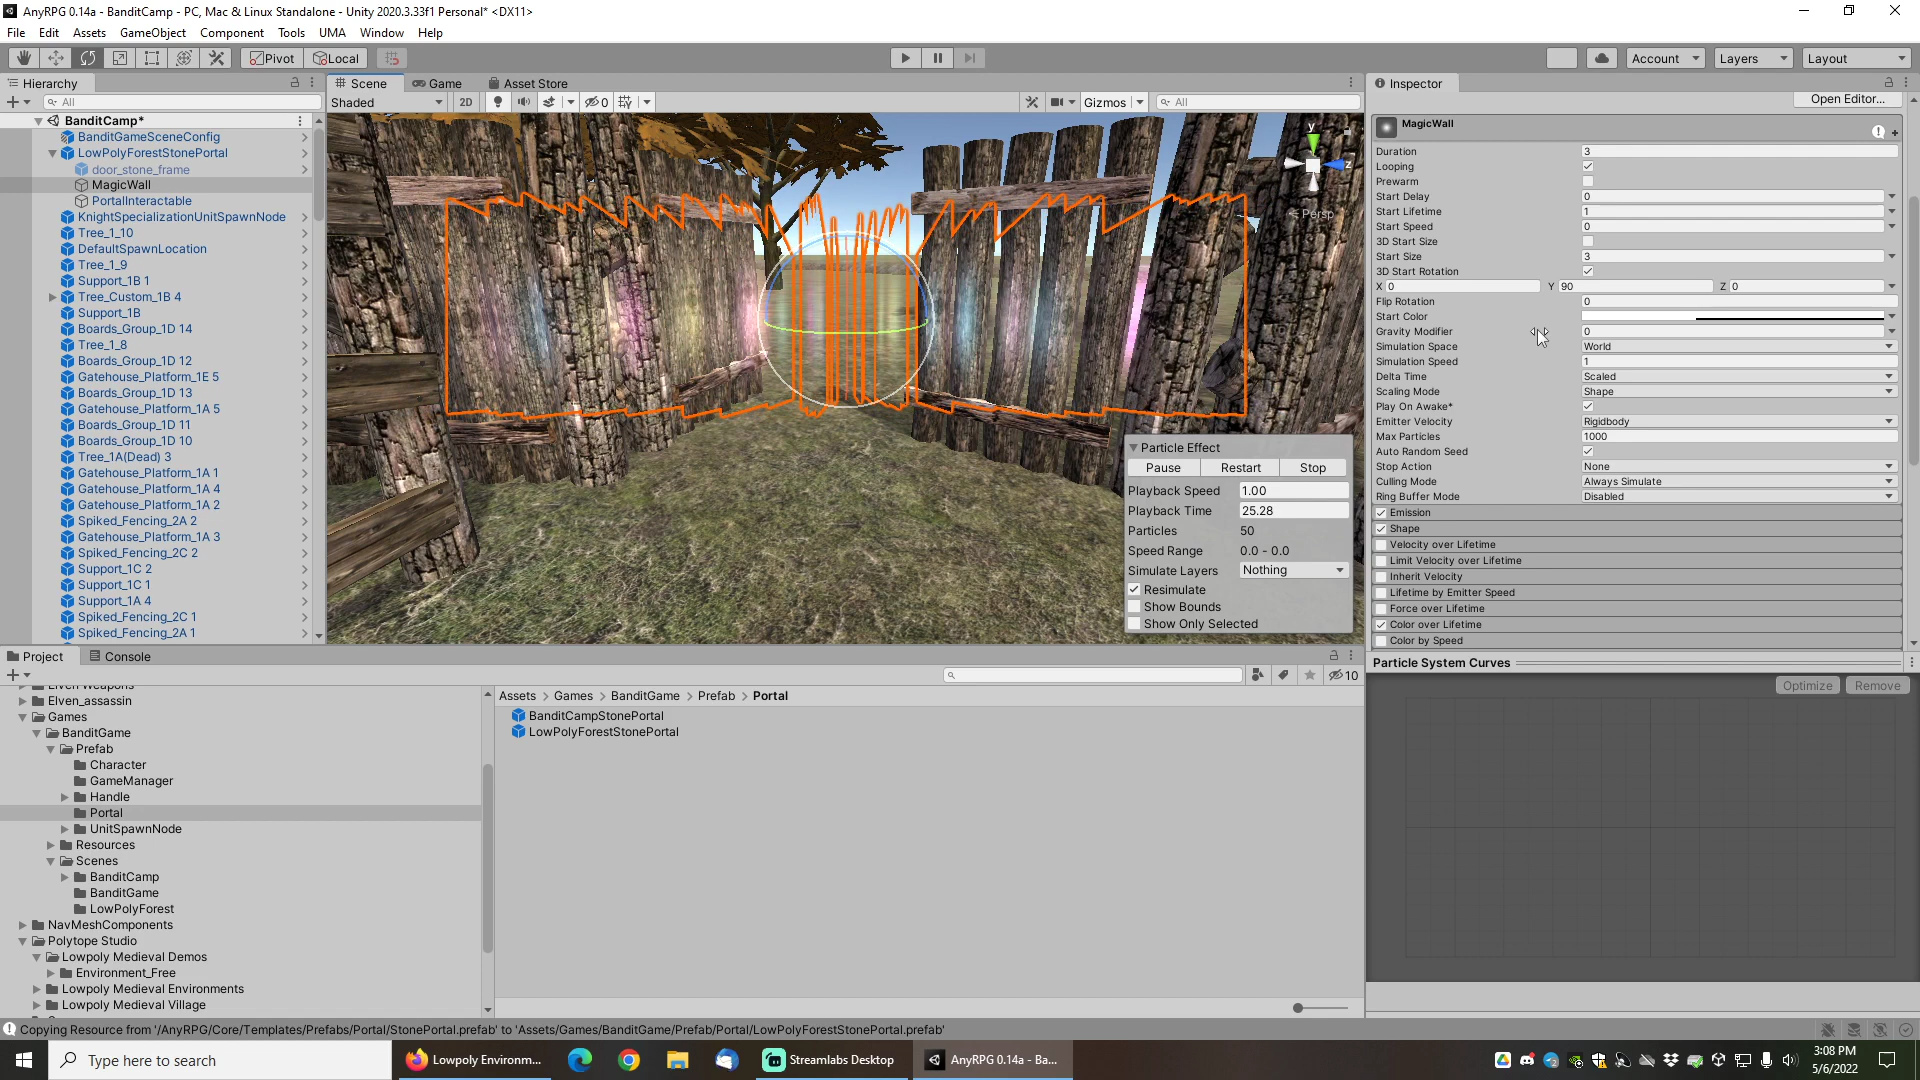 AnyRPG 0.14a - BanditCamp - PC, Mac & Linux Standalone - Unity 2020.3.33f1 Personal* <DX11>
File Edit Assets GameObject Component Tools UMA Window Help
Pivot Local Account Layers Layout
Hierarchy
All
BanditCamp*
BanditGameSceneConfig
LowPolyForestStonePortal
door_stone_frame
MagicWall
PortalInteractable
KnightSpecializationUnitSpawnNode
Tree_1_10
DefaultSpawnLocation
Tree_1_9
Support_1B 1
Tree_Custom_1B 4
Support_1B
Boards_Group_1D 14
Tree_1_8
Boards_Group_1D 12
Gatehouse_Platform_1E 5
Boards_Group_1D 13
Gatehouse_Platform_1A 5
Boards_Group_1D 11
Boards_Group_1D 10
Tree_1A(Dead) 3
Gatehouse_Platform_1A 1
Gatehouse_Platform_1A 4
Gatehouse_Platform_1A 2
Spiked_Fencing_2A 2
Gatehouse_Platform_1A 3
Spiked_Fencing_2C 2
Support_1C 2
Support_1C 1
Support_1A 4
Spiked_Fencing_2C 1
Spiked_Fencing_2A 1
Scene Game Asset Store
Shaded 2D 0 Gizmos All
y
z
Persp
Particle Effect
Pause Restart Stop
Playback Speed 1.00
Playback Time 25.28
Particles 50
Speed Range 0.0 - 0.0
Simulate Layers Nothing
Resimulate
Show Bounds
Show Only Selected
Inspector
Open Editor...
MagicWall
Duration 3
Looping
Prewarm
Start Delay 0
Start Lifetime 1
Start Speed 0
3D Start Size
Start Size 3
3D Start Rotation
X 0 Y 90 Z 0
Flip Rotation 0
Start Color
Gravity Modifier 0
Simulation Space World
Simulation Speed 1
Delta Time Scaled
Scaling Mode Shape
Play On Awake*
Emitter Velocity Rigidbody
Max Particles 1000
Auto Random Seed
Stop Action None
Culling Mode Always Simulate
Ring Buffer Mode Disabled
Emission
Shape
Velocity over Lifetime
Limit Velocity over Lifetime
Inherit Velocity
Lifetime by Emitter Speed
Force over Lifetime
Color over Lifetime
Color by Speed
Particle System Curves
Optimize Remove
Project Console
10
Elven Weapons
Elven_assassin
Games
BanditGame
Prefab
Character
GameManager
Handle
Portal
UnitSpawnNode
Resources
Scenes
BanditCamp
BanditGame
LowPolyForest
NavMeshComponents
Polytope Studio
Lowpoly Medieval Demos
Environment_Free
Lowpoly Medieval Environments
Lowpoly Medieval Village
Assets > Games > BanditGame > Prefab > Portal
BanditCampStonePortal
LowPolyForestStonePortal
Copying Resource from '/AnyRPG/Core/Templates/Prefabs/Portal/StonePortal.prefab' to 'Assets/Games/BanditGame/Prefab/Portal/LowPolyForestStonePortal.prefab'
Type here to search
Lowpoly Environm...
Streamlabs Desktop
AnyRPG 0.14a - Ba...
3:08 PM
5/6/2022